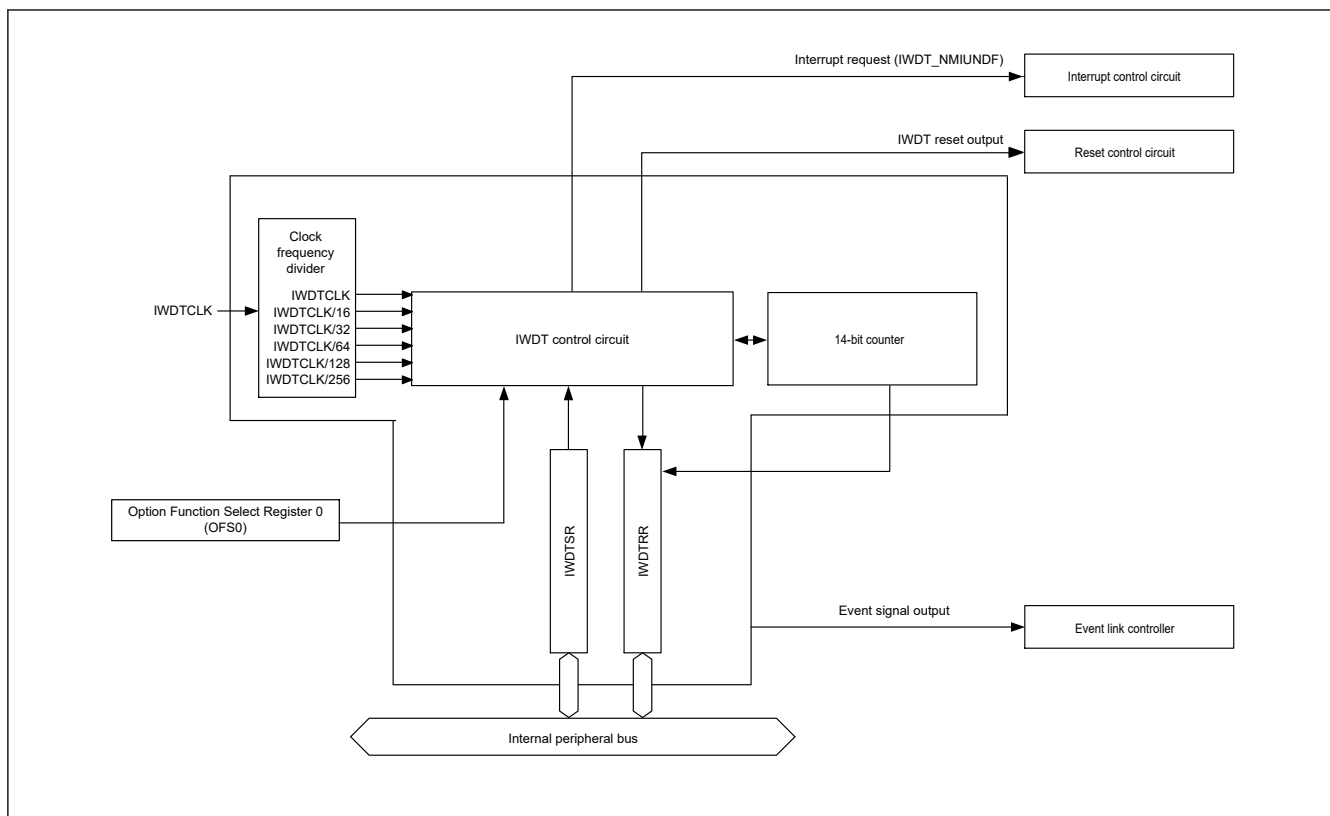 Interrupt request (IWDT_NMIUNDF)
Interrupt control circuit
IWDT reset output
Reset control circuit
Clock
frequency
divider
IWDTCLK
IWDTCLK
IWDTCLK/16
IWDTCLK/32
IWDTCLK/64
IWDTCLK/128
IWDTCLK/256
IWDT control circuit
14-bit counter
Option Function Select Register 0
(OFS0)
IWDTSR
IWDTRR
Event signal output
Event link controller
Internal peripheral bus